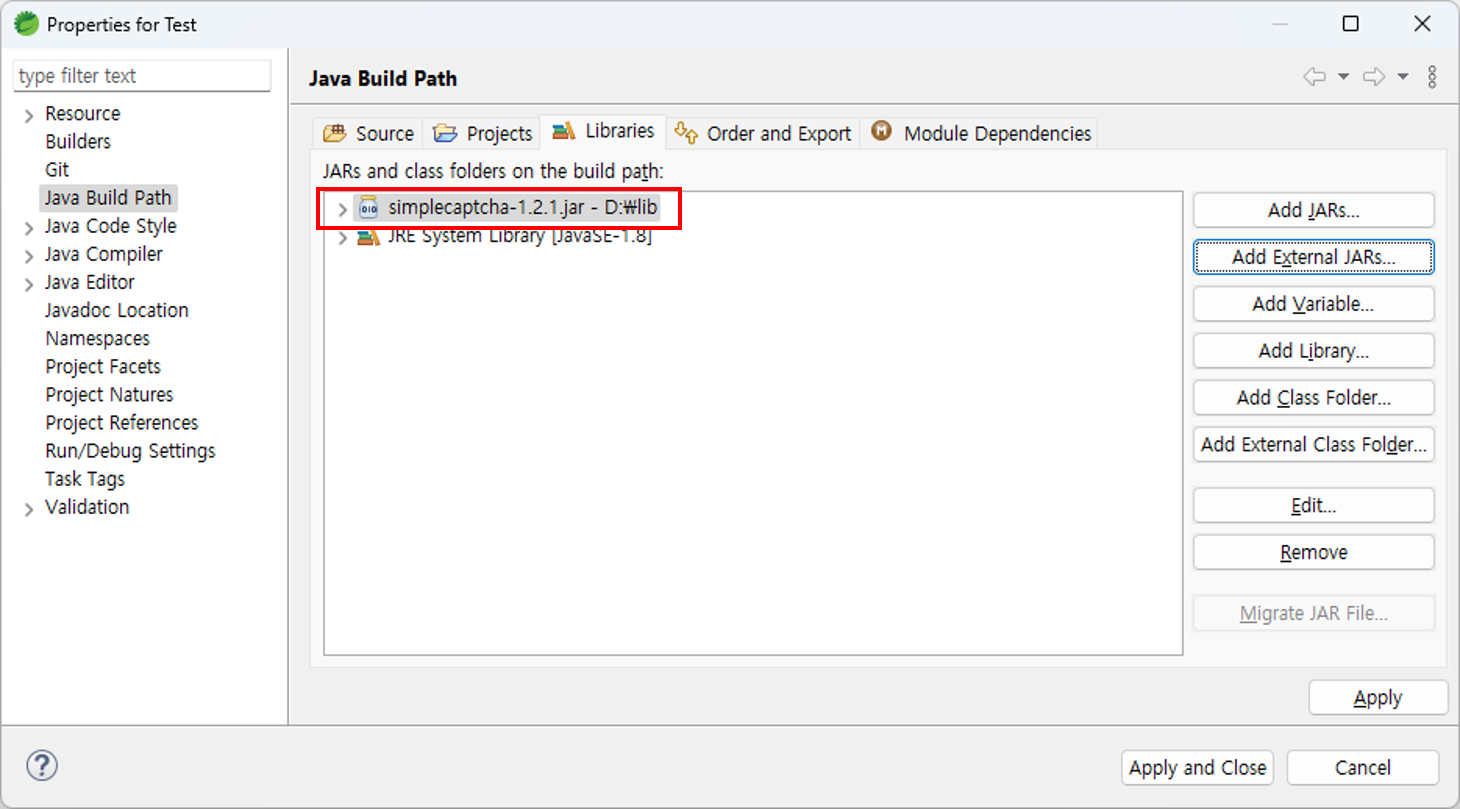 Properties for Test
type filter text
Resource
Builders
Git
Java Build Path
Java Code Style
Java Compiler
Java Editor
Javadoc Location
Namespaces
Project Facets
Project Natures
Project References
Run/Debug Settings
Task Tags
Validation
Java Build Path
Source Projects Libraries Order and Export M Module Dependencies
JARs and class folders on the build path:
010 simplecaptcha-1.2.1.jar - D:₩lib
JRE System Library [JavaSE-1.8]
Add JARs...
Add External JARs...
Add Variable...
Add Library...
Add Class Folder...
Add External Class Folder...
Edit...
Remove
Migrate JAR File...
Apply
? Apply and Close Cancel